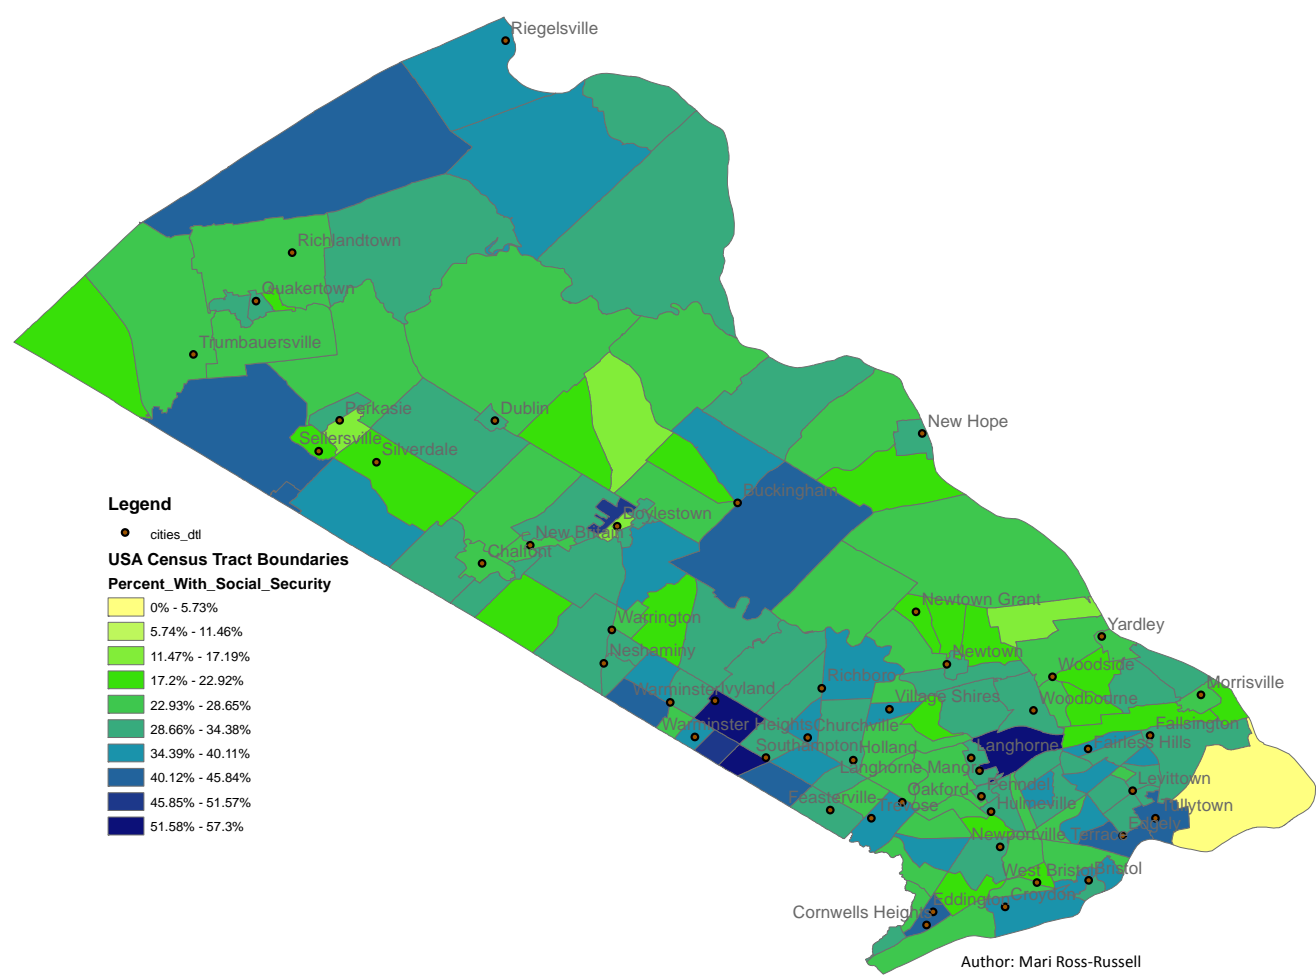 Riegelsville
Richlandtown
Quakertown
Trumbauersville
Perkasie
Dublin
New Hope
Sellersville
Silverdale
Buckingham
Legend
cities_dtl
USA Census Tract Boundaries
Percent_With_Social_Security
0% - 5.73%
5.74% - 11.46%
11.47% - 17.19%
17.2% - 22.92%
22.93% - 28.65%
28.66% - 34.38%
34.39% - 40.11%
40.12% - 45.84%
45.85% - 51.57%
51.58% - 57.3%
Doylestown
New Britain
Chalfont
Newtown Grant
Warrington
Yardley
Neshaminy
Newtown
Woodside
Richboro
Warminster
Ivyland
Village Shires
Woodbourne
Morrisville
Warminster Heights
Churchville
Fallsington
Southampton
Holland
Langhorne
Fairless Hills
Langhorne Manor
Penndel
Levittown
Feasterville-Trevose
Oakford
Hulmeville
Tullytown
Newportville Terrace
Edgely
West Bristol
Bristol
Eddington
Croydon
Cornwells Heights
Author: Mari Ross-Russell